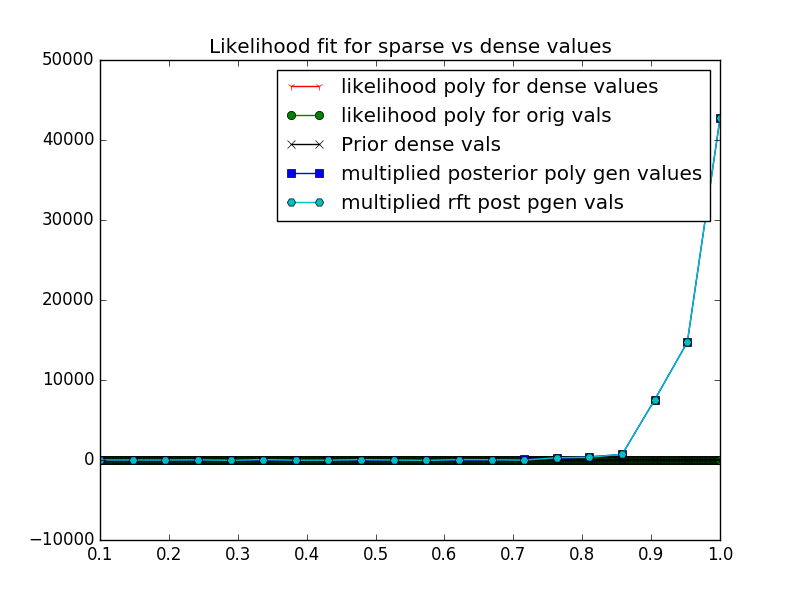 Likelihood fit for sparse vs dense values
50000
40000
30000
20000
10000
0
−10000
likelihood poly for dense values
likelihood poly for orig vals
Prior dense vals
multiplied posterior poly gen values
multiplied rft post pgen vals
0.1 0.2 0.3 0.4 0.5 0.6 0.7 0.8 0.9 1.0